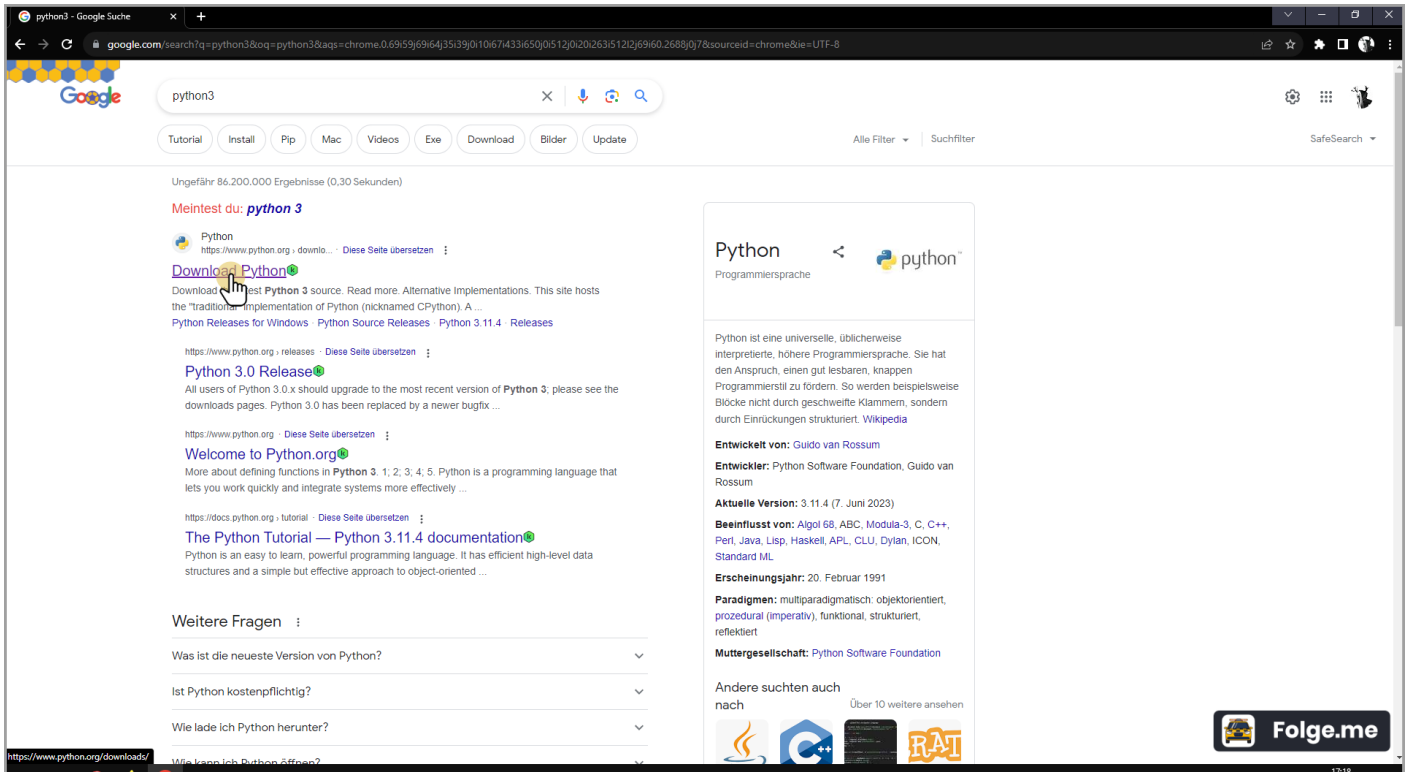 python3 - Google Suche
google.com/search?q=python3&oq=python3&aqs=chrome.0.69i59j69i64j35i39j0i10i67i433i650j0i512j0i20i263i512l2j69i60.2688j0j7&sourceid=chrome&ie=UTF-8
Google
python3
Tutorial Install Pip Mac Videos Exe Download Bilder Update
Alle Filter Suchfilter
SafeSearch
Ungefähr 86.200.000 Ergebnisse (0,30 Sekunden)
Meintest du: python 3
Python
https://www.python.org › downlo... · Diese Seite übersetzen
Download Python
Download est Python 3 source. Read more. Alternative Implementations. This site hosts
the "traditional" implementation of Python (nicknamed CPython). A ...
Python Releases for Windows · Python Source Releases · Python 3.11.4 · Releases
https://www.python.org › releases · Diese Seite übersetzen
Python 3.0 Release
All users of Python 3.0.x should upgrade to the most recent version of Python 3; please see the
downloads pages. Python 3.0 has been replaced by a newer bugfix ...
https://www.python.org · Diese Seite übersetzen
Welcome to Python.org
More about defining functions in Python 3. 1; 2; 3; 4; 5. Python is a programming language that
lets you work quickly and integrate systems more effectively ...
https://docs.python.org › tutorial · Diese Seite übersetzen
The Python Tutorial — Python 3.11.4 documentation
Python is an easy to learn, powerful programming language. It has efficient high-level data
structures and a simple but effective approach to object-oriented ...
Weitere Fragen
Was ist die neueste Version von Python?
Ist Python kostenpflichtig?
Wie lade ich Python herunter?
Wie kann ich Python öffnen?
https://www.python.org/downloads/
Python
Programmiersprache
python™
Python ist eine universelle, üblicherweise
interpretierte, höhere Programmiersprache. Sie hat
den Anspruch, einen gut lesbaren, knappen
Programmierstil zu fördern. So werden beispielsweise
Blöcke nicht durch geschweifte Klammern, sondern
durch Einrückungen strukturiert. Wikipedia
Entwickelt von: Guido van Rossum
Entwickler: Python Software Foundation, Guido van
Rossum
Aktuelle Version: 3.11.4 (7. Juni 2023)
Beeinflusst von: Algol 68, ABC, Modula-3, C, C++,
Perl, Java, Lisp, Haskell, APL, CLU, Dylan, ICON,
Standard ML
Erscheinungsjahr: 20. Februar 1991
Paradigmen: multiparadigmatisch: objektorientiert,
prozedural (imperativ), funktional, strukturiert,
reflektiert
Muttergesellschaft: Python Software Foundation
Andere suchten auch
nach
Über 10 weitere ansehen
C++
RAT
Folge.me
17:18